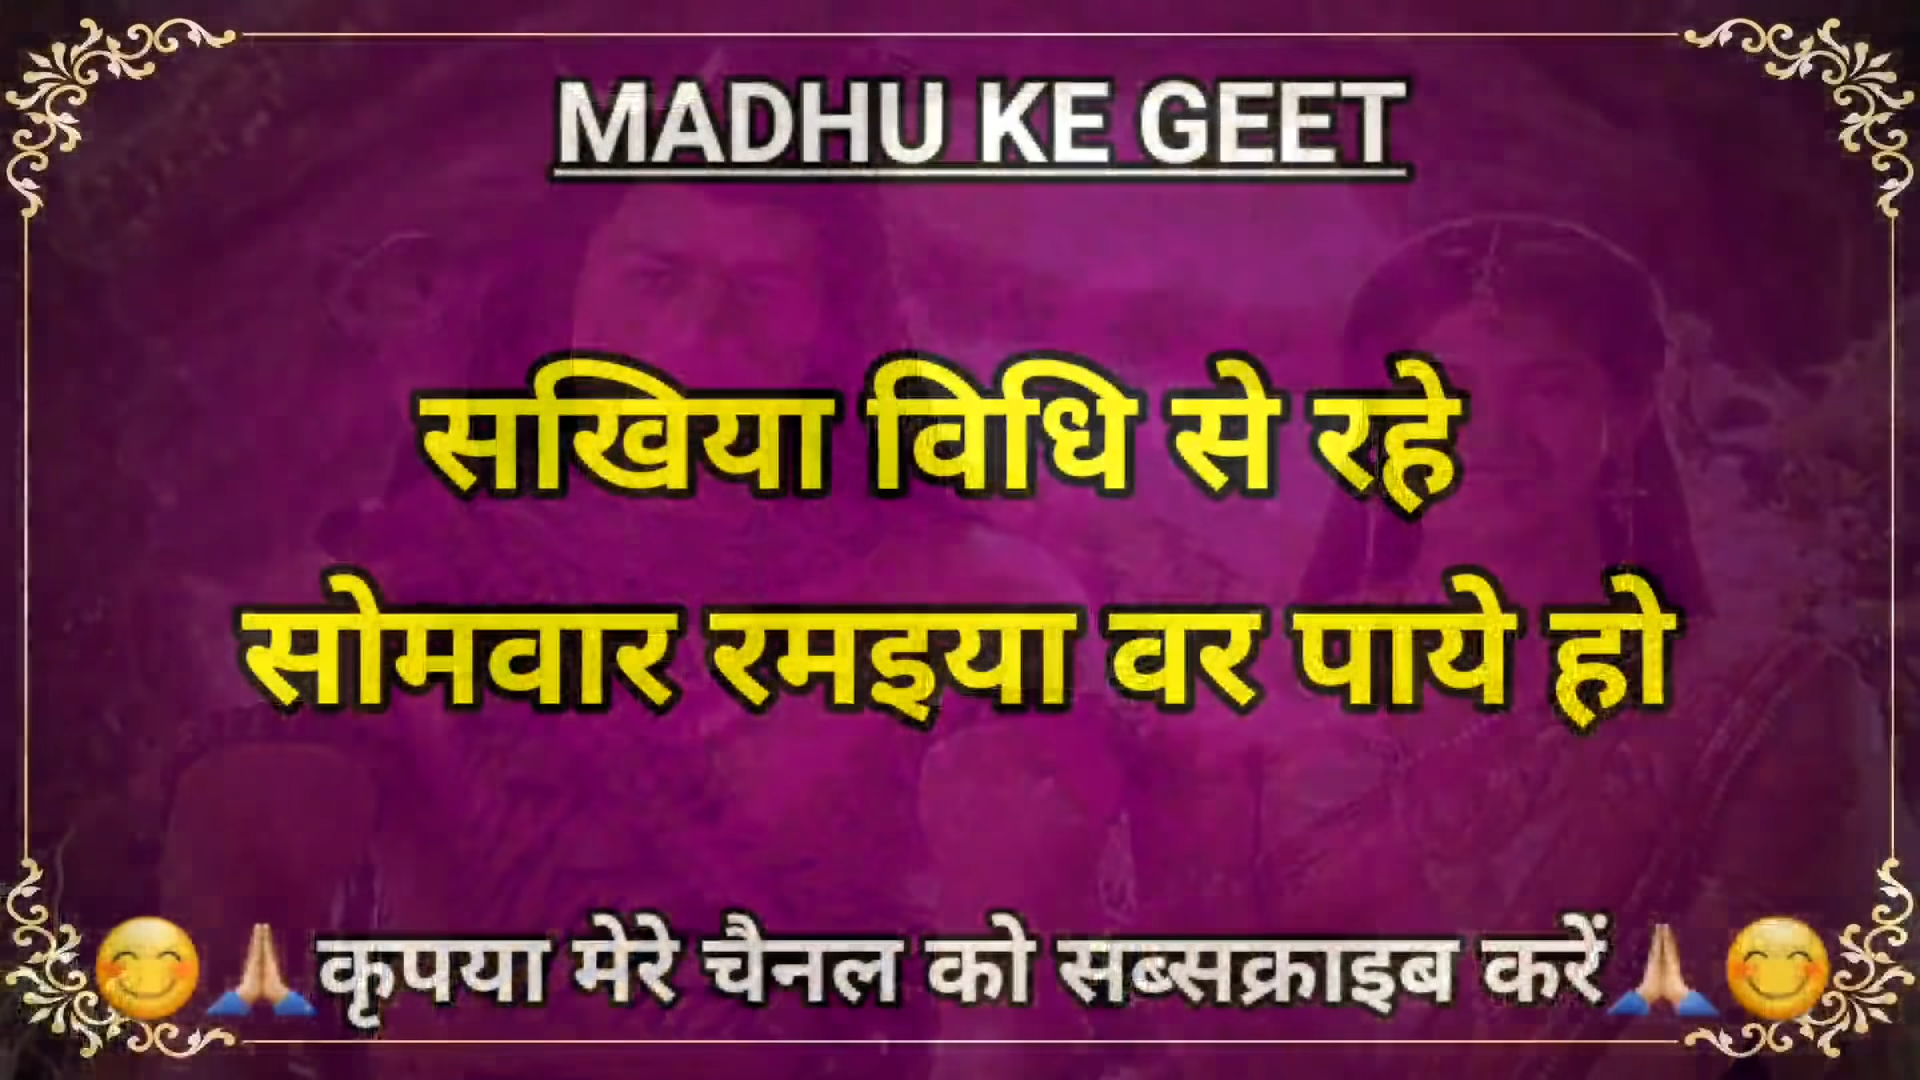 MADHU KE GEET
सखिया विधि से रहे
सोमवार रमइया वर पाये हो
😊🙏🏻कृपया मेरे चैनल को सब्सक्राइब करें🙏🏻😊